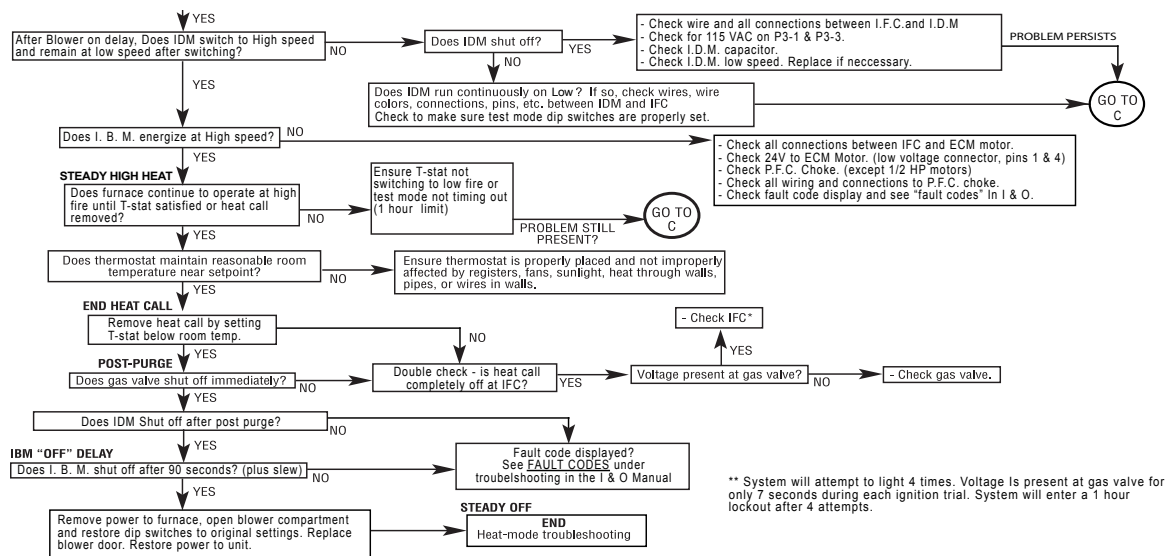 YES
After Blower on delay, Does IDM switch to High speed
and remain at low speed after switching?
NO
Does IDM shut off?
YES
- Check wire and all connections between I.F.C.and I.D.M
- Check for 115 VAC on P3-1 & P3-3.
- Check I.D.M. capacitor.
- Check I.D.M. low speed. Replace if neccessary.
PROBLEM PERSISTS
GO TO
C
NO
Does IDM run continuously on Low? If so, check wires, wire
colors, connections, pins, etc. between IDM and IFC
Check to make sure test mode dip switches are properly set.
YES
Does I. B. M. energize at High speed?
NO
- Check all connections between IFC and ECM motor.
- Check 24V to ECM Motor. (low voltage connector, pins 1 & 4)
- Check P.F.C. Choke. (except 1/2 HP motors)
- Check all wiring and connections to P.F.C. choke.
- Check fault code display and see "fault codes" In I & O.
YES
STEADY HIGH HEAT
Does furnace continue to operate at high
fire until T-stat satisfied or heat call
removed?
NO
Ensure T-stat not
switching to low fire or
test mode not timing out
(1 hour limit)
PROBLEM STILL
PRESENT?
GO TO
C
YES
Does thermostat maintain reasonable room
temperature near setpoint?
NO
Ensure thermostat is properly placed and not improperly
affected by registers, fans, sunlight, heat through walls,
pipes, or wires in walls.
YES
END HEAT CALL
Remove heat call by setting
T-stat below room temp.
NO
- Check IFC*
YES
YES
POST-PURGE
Does gas valve shut off immediately?
NO
Double check - is heat call
completely off at IFC?
YES
Voltage present at gas valve?
NO
- Check gas valve.
YES
Does IDM Shut off after post purge?
NO
YES
IBM "OFF" DELAY
Does I. B. M. shut off after 90 seconds? (plus slew)
NO
Fault code displayed?
See FAULT CODES under
troubelshooting in the I & O Manual
** System will attempt to light 4 times. Voltage Is present at gas valve for
only 7 seconds during each ignition trial. System will enter a 1 hour
lockout after 4 attempts.
YES
Remove power to furnace, open blower compartment
and restore dip switches to original settings. Replace
blower door. Restore power to unit.
STEADY OFF
END
Heat-mode troubleshooting